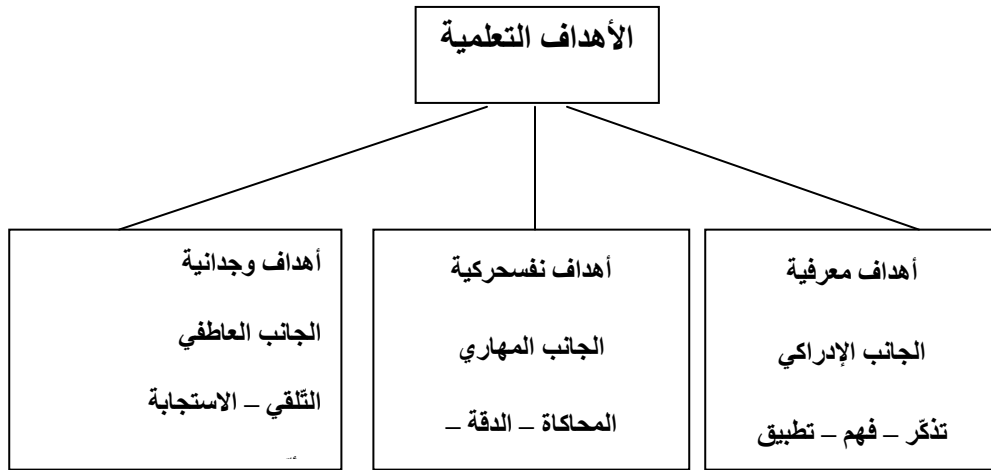 الأهداف التعلمية
أهداف معرفية
الجانب الإدراكي
تذكّر – فهم – تطبيق
أهداف نفسحركية
الجانب المهاري
المحاكاة – الدقة –
أهداف وجدانية
الجانب العاطفي
التّلقي – الاستجابة